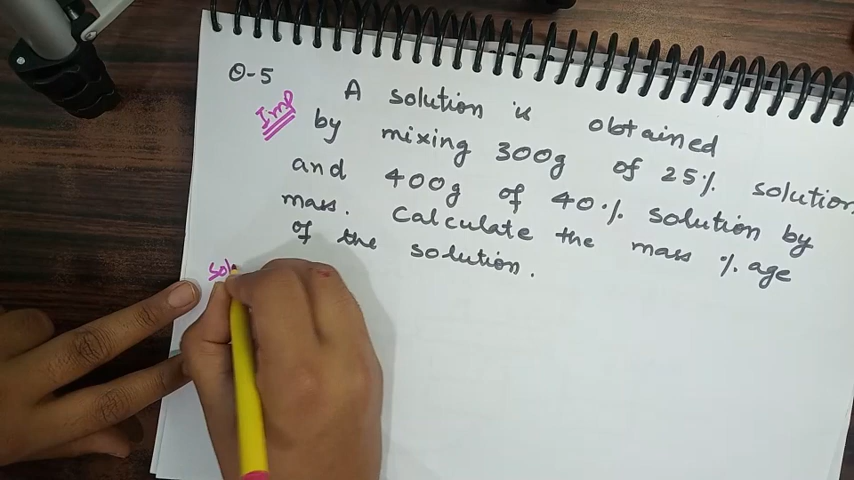 Q-5
Imp
A solution is obtained
by mixing 300g of 25% solution
and 400g of 40% solution by
mass. Calculate the mass % age
of the solution.
Sol